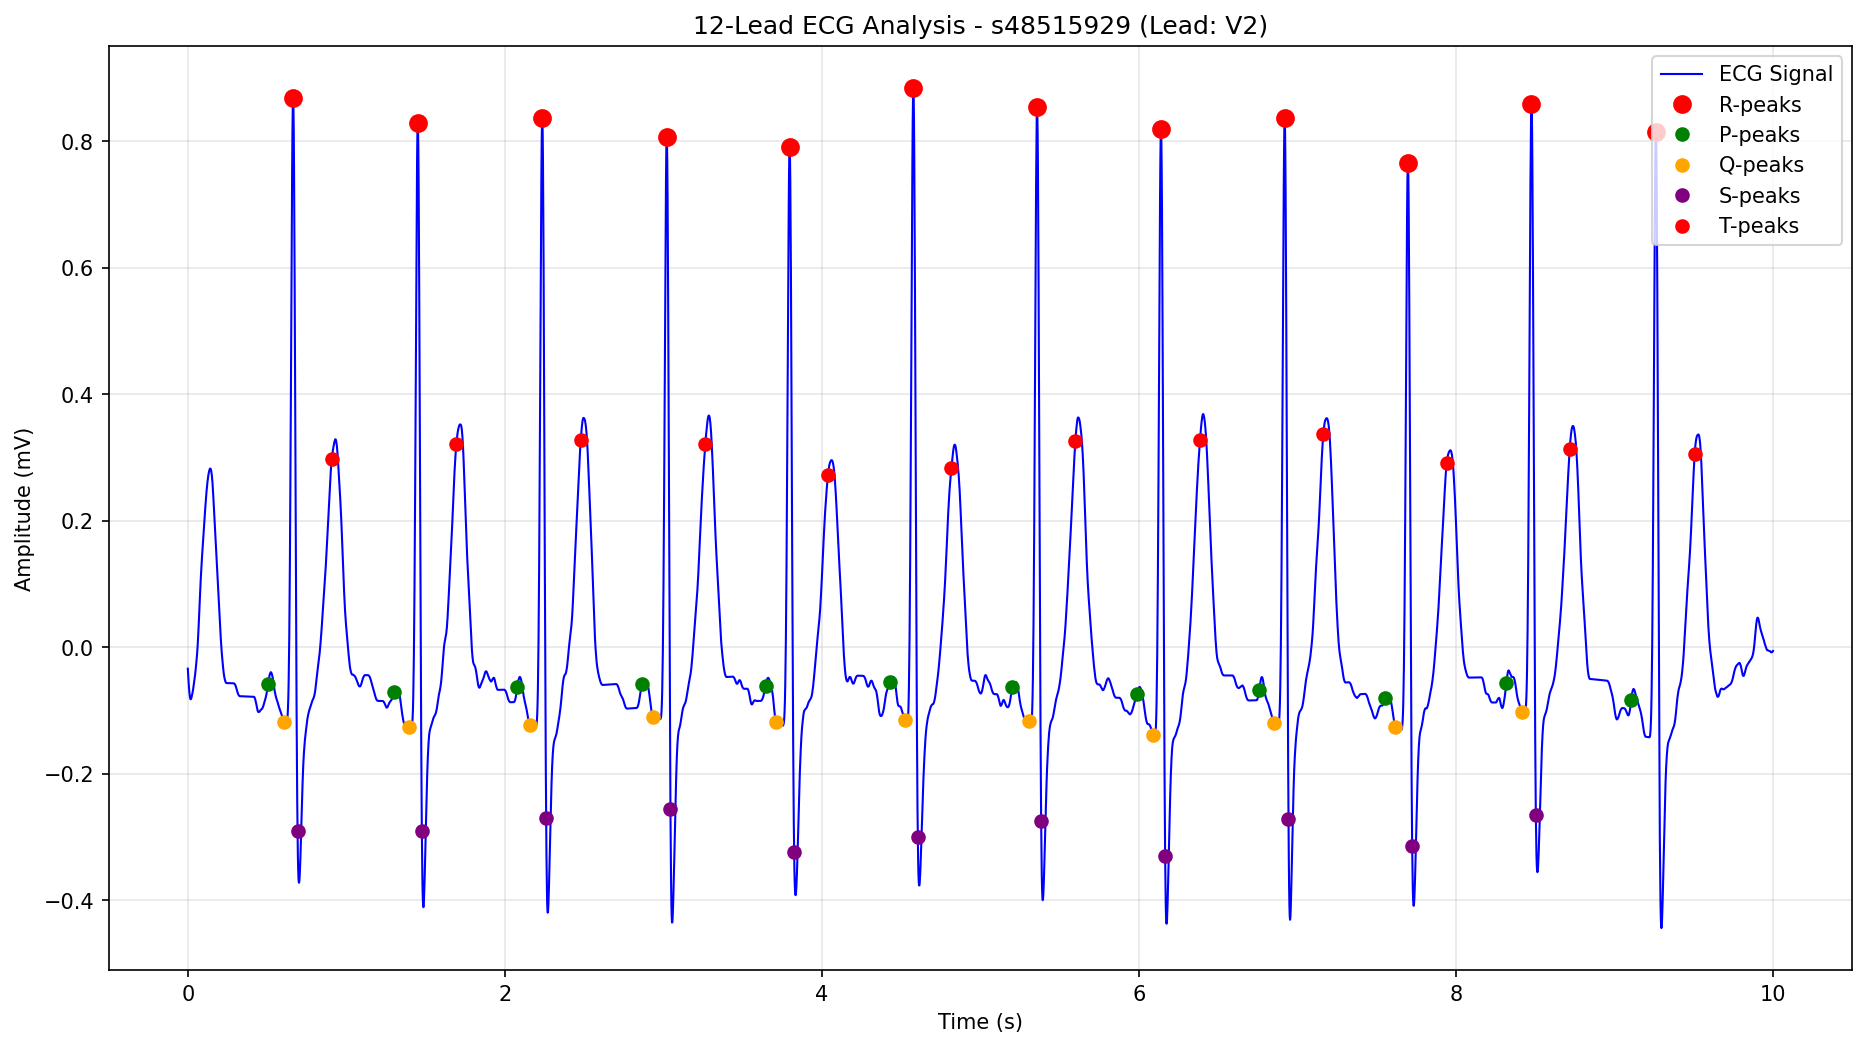 12-Lead ECG Analysis - s48515929 (Lead: V2)
ECG Signal
R-peaks
P-peaks
Q-peaks
S-peaks
T-peaks
Amplitude (mV)
0.8
0.6
0.4
0.2
0.0
−0.2
−0.4
0 2 4 6 8 10
Time (s)